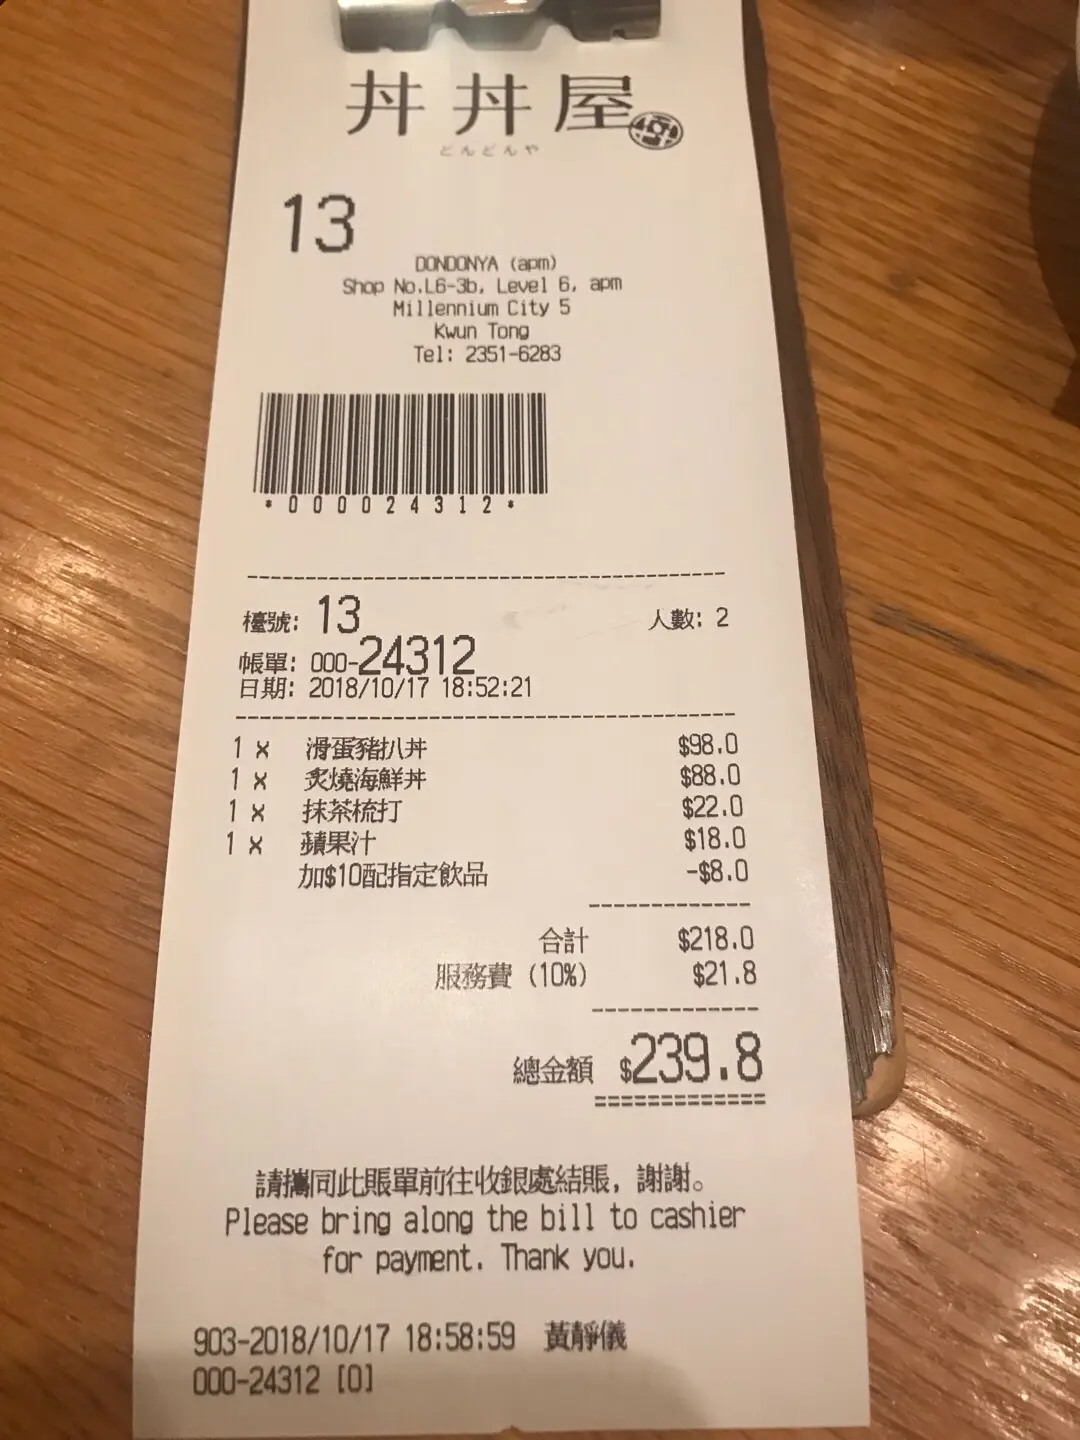 丼丼屋
どんどんや
13
DONDONYA (apm)
Shop No.L6-3b, Level 6, apm
Millennium City 5
Kwun Tong
Tel: 2351-6283
*000024312*
檯號: 13 人數: 2
帳單: 000-24312
日期: 2018/10/17 18:52:21
1 x 滑蛋豬扒丼 $98.0
1 x 炙燒海鮮丼 $88.0
1 x 抹茶梳打 $22.0
1 x 蘋果汁 $18.0
加$10配指定飲品 -$8.0
合計 $218.0
服務費 (10%) $21.8
總金額 $239.8
請攜同此賬單前往收銀處結賬, 謝謝。
Please bring along the bill to cashier
for payment. Thank you.
903-2018/10/17 18:58:59 黃靜儀
000-24312 [0]